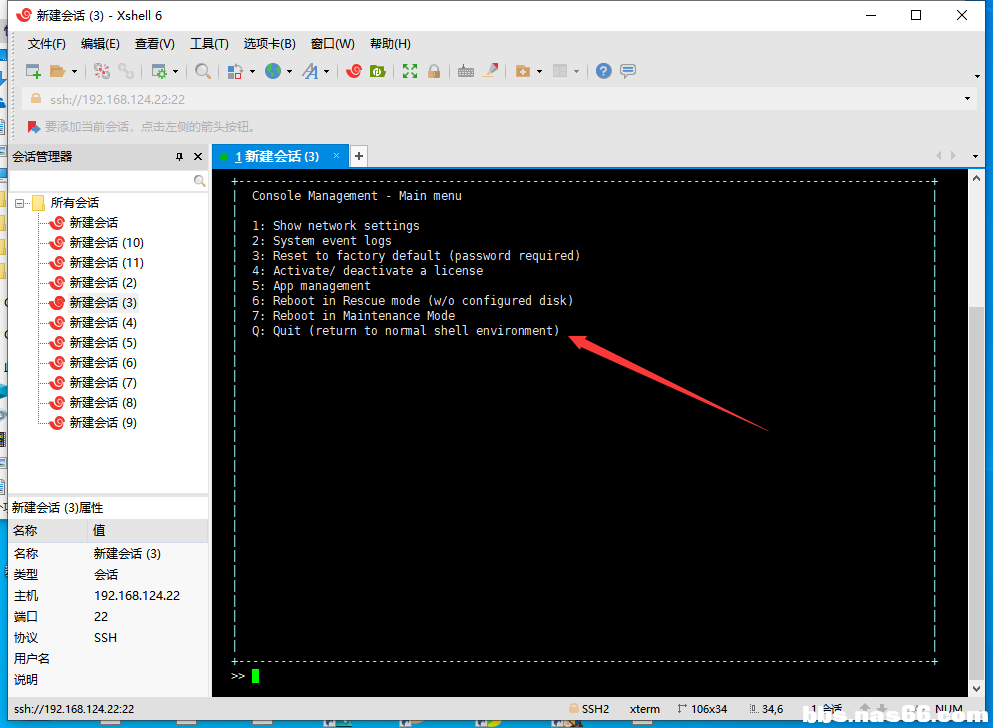 新建会话 (3) - Xshell 6
文件(F) 编辑(E) 查看(V) 工具(T) 选项卡(B) 窗口(W) 帮助(H)
ssh://192.168.124.22:22
要添加当前会话，点击左侧的箭头按钮。
会话管理器
1 新建会话 (3)
所有会话
新建会话
新建会话 (10)
新建会话 (11)
新建会话 (2)
新建会话 (3)
新建会话 (4)
新建会话 (5)
新建会话 (6)
新建会话 (7)
新建会话 (8)
新建会话 (9)
新建会话 (3)属性
名称 值
名称 新建会话 (3)
类型 会话
主机 192.168.124.22
端口 22
协议 SSH
用户名
说明
Console Management - Main menu
1: Show network settings
2: System event logs
3: Reset to factory default (password required)
4: Activate/ deactivate a license
5: App management
6: Reboot in Rescue mode (w/o configured disk)
7: Reboot in Maintenance Mode
Q: Quit (return to normal shell environment)
>>
ssh://192.168.124.22:22 SSH2 xterm 106x34 34,6 1 会话 NUM
bbs.nas66.com